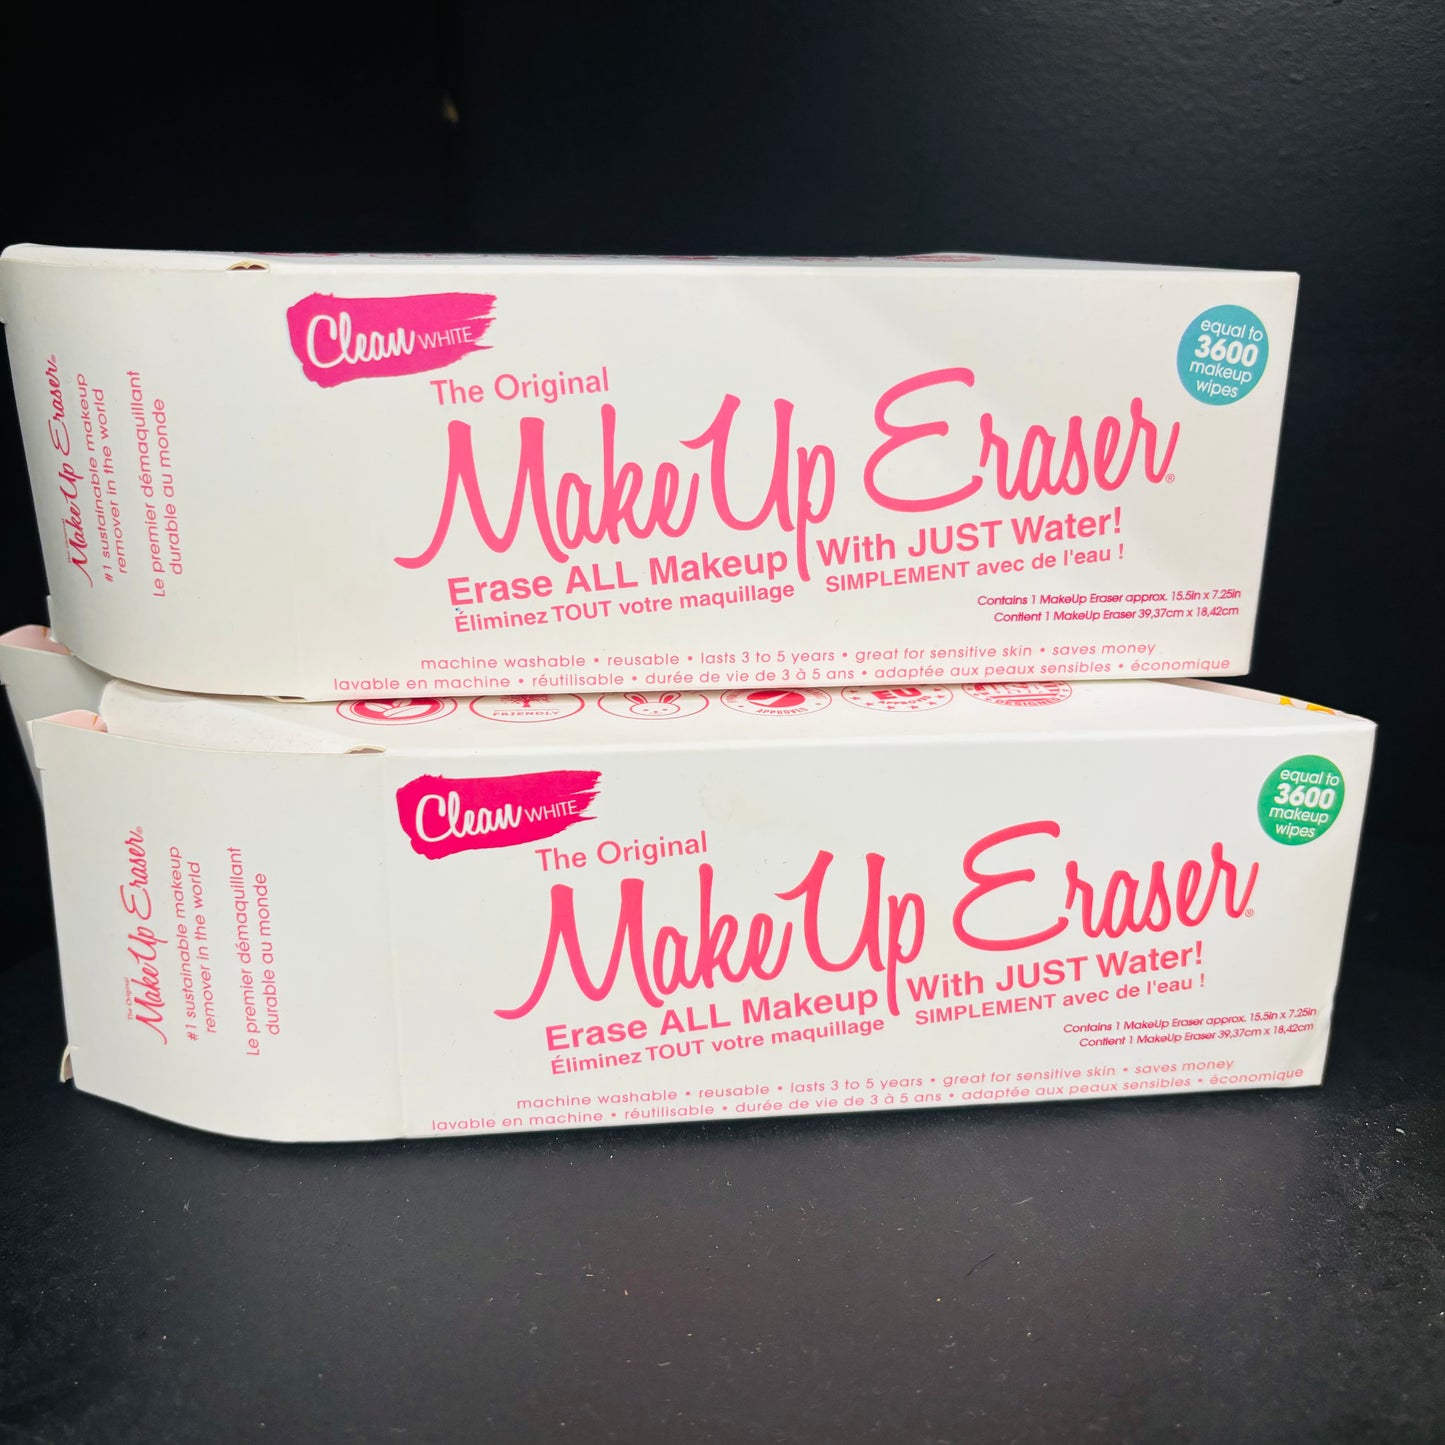 The Original
Make Up Eraser®
#1 sustainable makeup
remover in the world
Le premier démaquillant
durable au monde
Clean WHITE
The Original
MakeUp Eraser®
equal to
3600
makeup
wipes
Erase ALL Makeup With JUST Water!
Éliminez TOUT votre maquillage SIMPLEMENT avec de l'eau !
Contains 1 MakeUp Eraser approx. 15.5in x 7.25in
Contient 1 MakeUp Eraser 39,37cm x 18,42cm
machine washable • reusable • lasts 3 to 5 years • great for sensitive skin • saves money
lavable en machine • réutilisable • durée de vie de 3 à 5 ans • adaptée aux peaux sensibles • économique
FRIENDLY
APPROVED
EU
APPROVED
DESIGNED
The Original
MakeUp Eraser®
#1 sustainable makeup
remover in the world
Le premier démaquillant
durable au monde
Clean WHITE
The Original
MakeUp Eraser®
equal to
3600
makeup
wipes
Erase ALL Makeup With JUST Water!
Éliminez TOUT votre maquillage SIMPLEMENT avec de l'eau !
Contains 1 MakeUp Eraser approx. 15.5in x 7.25in
Contient 1 MakeUp Eraser 39,37cm x 18,42cm
machine washable • reusable • lasts 3 to 5 years • great for sensitive skin • saves money
lavable en machine • réutilisable • durée de vie de 3 à 5 ans • adaptée aux peaux sensibles • économique